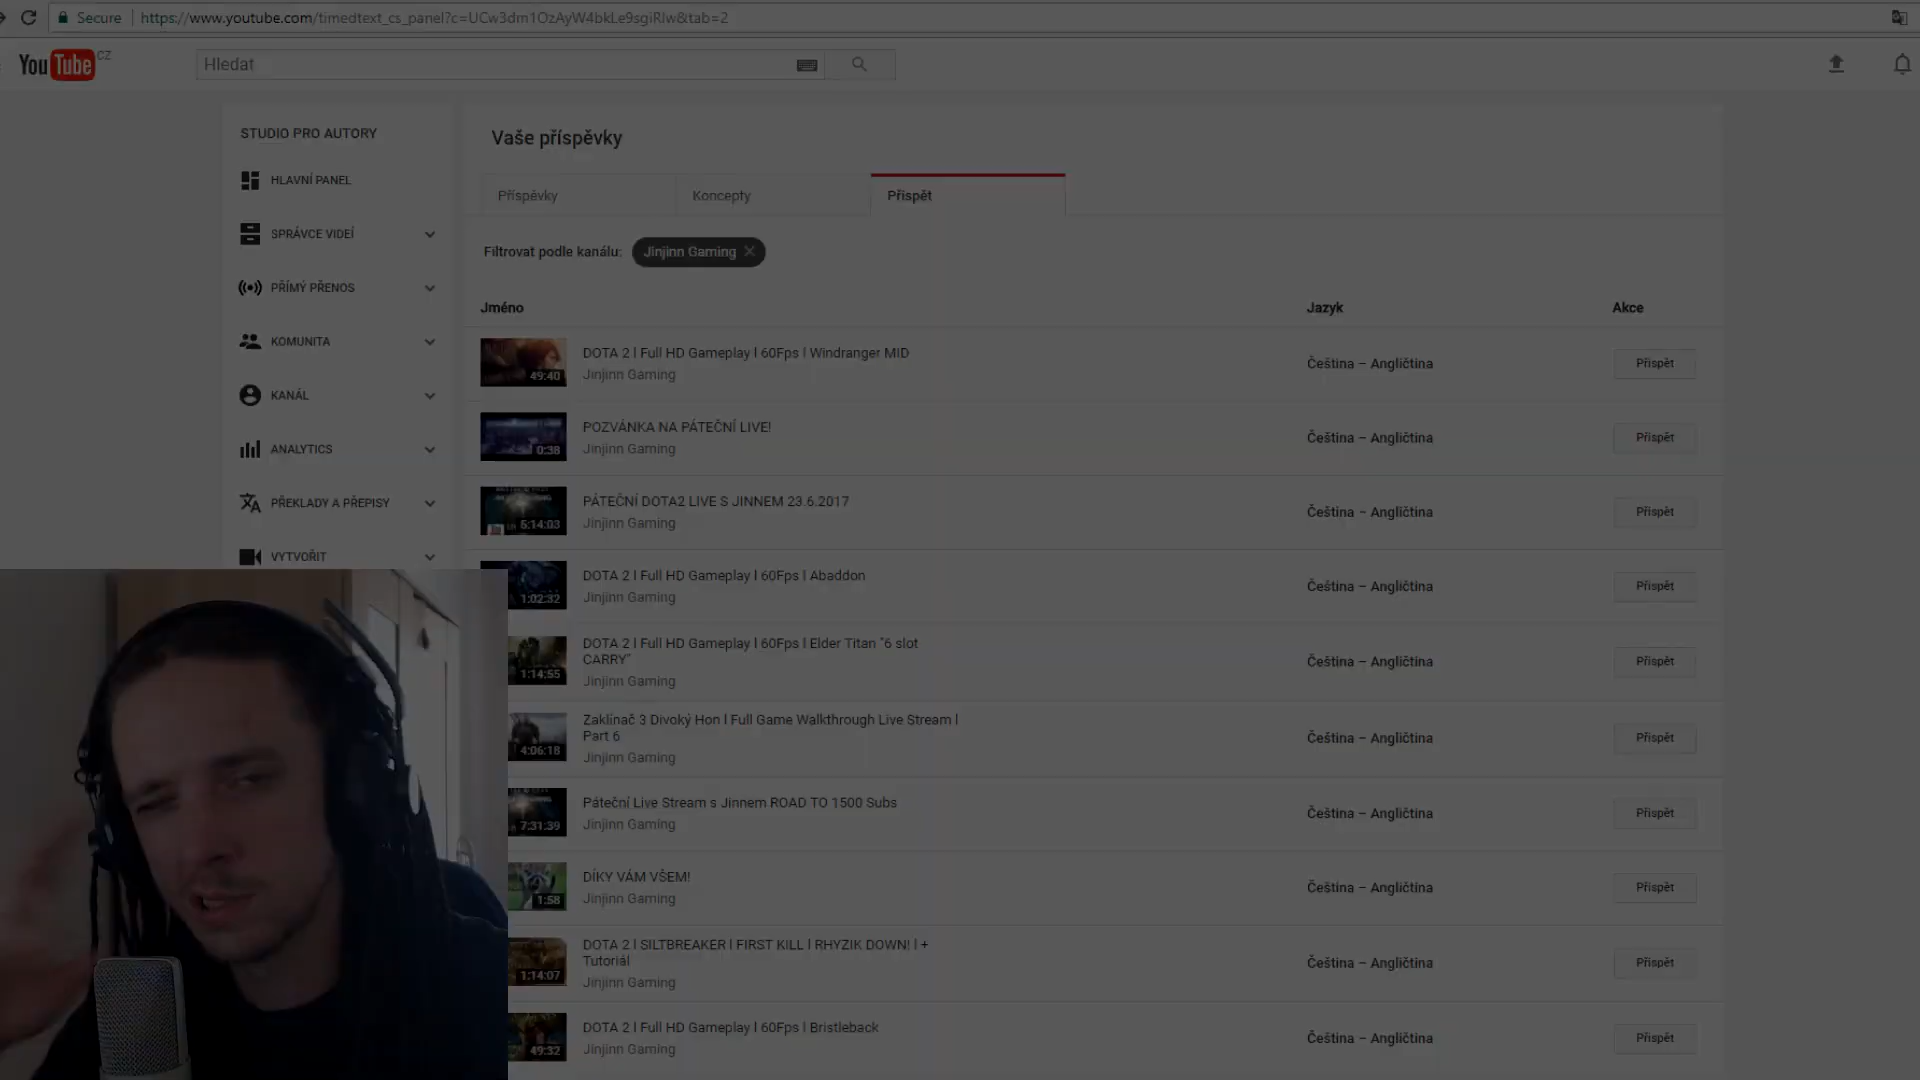 Secure https://www.youtube.com/timedtext_cs_panel?c=UCw3dm1OzAyW4bkLe9sgiRlw&tab=2
YouTube CZ
Hledat
STUDIO PRO AUTORY
HLAVNÍ PANEL
SPRÁVCE VIDEÍ
PŘÍMÝ PŘENOS
KOMUNITA
KANÁL
ANALYTICS
PŘEKLADY A PŘEPISY
VYTVOŘIT
Vaše příspěvky
Příspěvky Koncepty Přispět
Filtrovat podle kanálu: Jinjinn Gaming
Jméno Jazyk Akce
DOTA 2 l Full HD Gameplay l 60Fps l Windranger MID
Jinjinn Gaming
49:40
Čeština – Angličtina
Přispět
POZVÁNKA NA PÁTEČNÍ LIVE!
Jinjinn Gaming
0:38
Čeština – Angličtina
Přispět
PÁTEČNÍ DOTA2 LIVE S JINNEM 23.6.2017
Jinjinn Gaming
5:14:03
Čeština – Angličtina
Přispět
DOTA 2 l Full HD Gameplay l 60Fps l Abaddon
Jinjinn Gaming
1:02:32
Čeština – Angličtina
Přispět
DOTA 2 l Full HD Gameplay l 60Fps l Elder Titan "6 slot
CARRY"
Jinjinn Gaming
1:14:55
Čeština – Angličtina
Přispět
Zaklínač 3 Divoký Hon l Full Game Walkthrough Live Stream l
Part 6
Jinjinn Gaming
4:06:18
Čeština – Angličtina
Přispět
Páteční Live Stream s Jinnem ROAD TO 1500 Subs
Jinjinn Gaming
7:31:39
Čeština – Angličtina
Přispět
DÍKY VÁM VŠEM!
Jinjinn Gaming
1:58
Čeština – Angličtina
Přispět
DOTA 2 l SILTBREAKER l FIRST KILL l RHYZIK DOWN! l +
Tutoriál
Jinjinn Gaming
1:14:07
Čeština – Angličtina
Přispět
DOTA 2 l Full HD Gameplay l 60Fps l Bristleback
Jinjinn Gaming
49:32
Čeština – Angličtina
Přispět